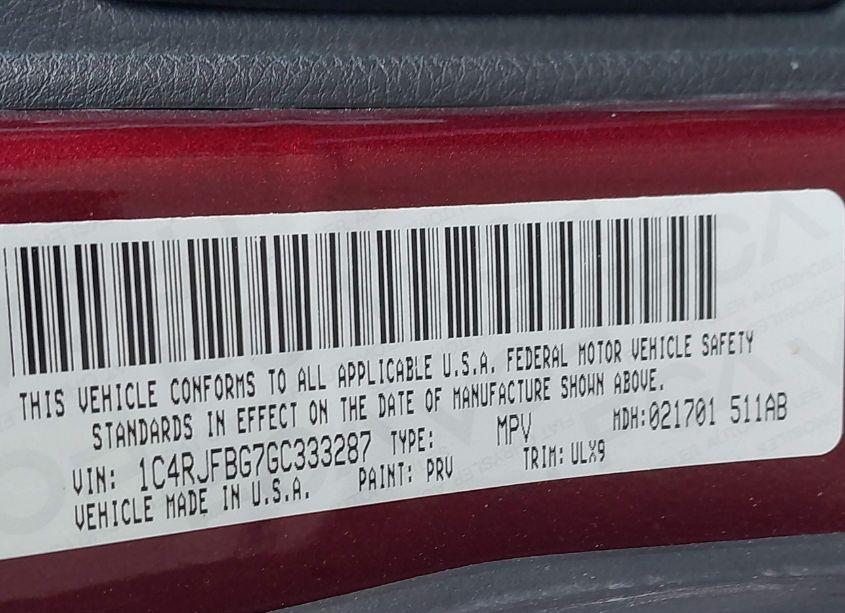 THIS VEHICLE CONFORMS TO ALL APPLICABLE U.S.A. FEDERAL MOTOR VEHICLE SAFETY
STANDARDS IN EFFECT ON THE DATE OF MANUFACTURE SHOWN ABOVE.
VIN: 1C4RJFBG7GC333287 TYPE: MPV MDH:021701 511AB
VEHICLE MADE IN U.S.A. PAINT: PRV TRIM: ULX9